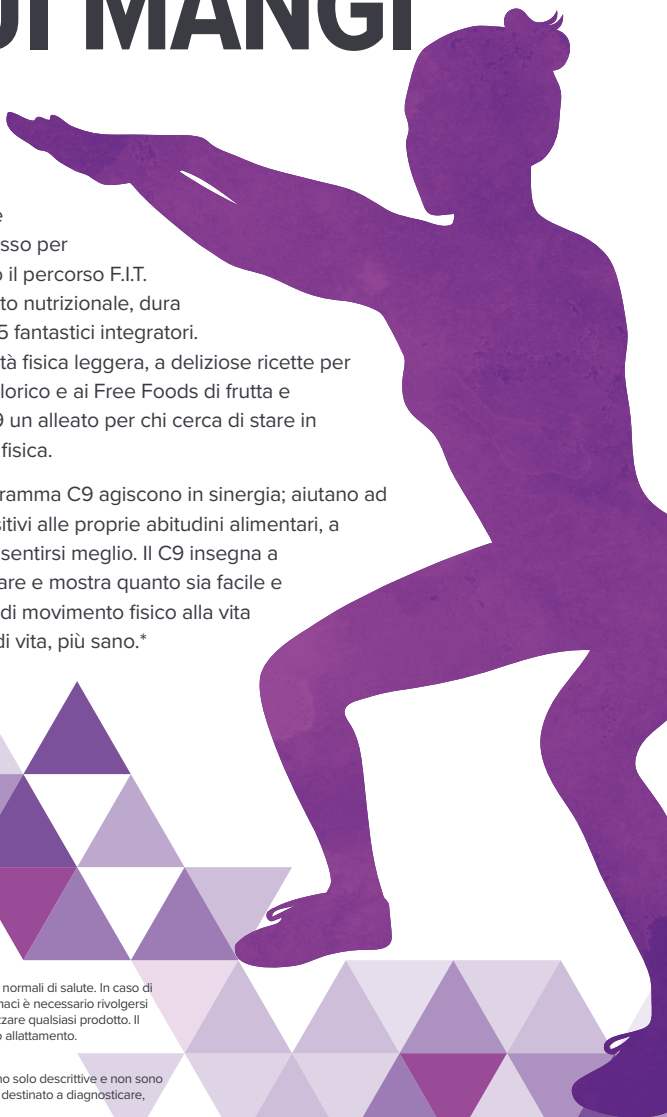 UI MANGI
e
sso per
o il percorso F.I.T.
to nutrizionale, dura
5 fantastici integratori.
tà fisica leggera, a deliziose ricette per
lorico e ai Free Foods di frutta e
9 un alleato per chi cerca di stare in
fisica.
ramma C9 agiscono in sinergia; aiutano ad
sitivi alle proprie abitudini alimentari, a
sentirsi meglio. Il C9 insegna a
are e mostra quanto sia facile e
di movimento fisico alla vita
di vita, più sano.*
normali di salute. In caso di
naci è necessario rivolgersi
zzare qualsiasi prodotto. Il
o allattamento.
no solo descrittive e non sono
destinato a diagnosticare,